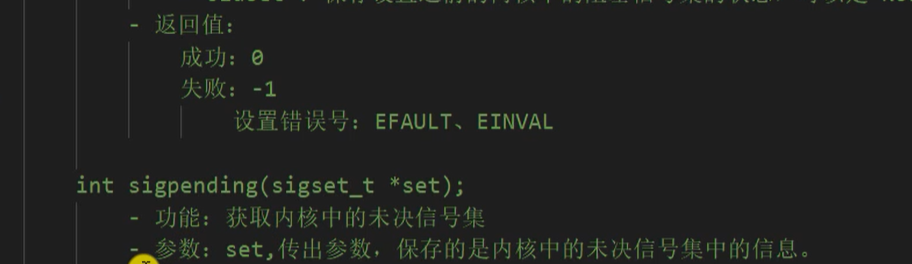 - 返回值:
成功: 0
失败: -1
设置错误号: EFAULT、EINVAL
int sigpending(sigset_t *set);
- 功能: 获取内核中的未决信号集
- 参数: set,传出参数, 保存的是内核中的未决信号集中的信息。